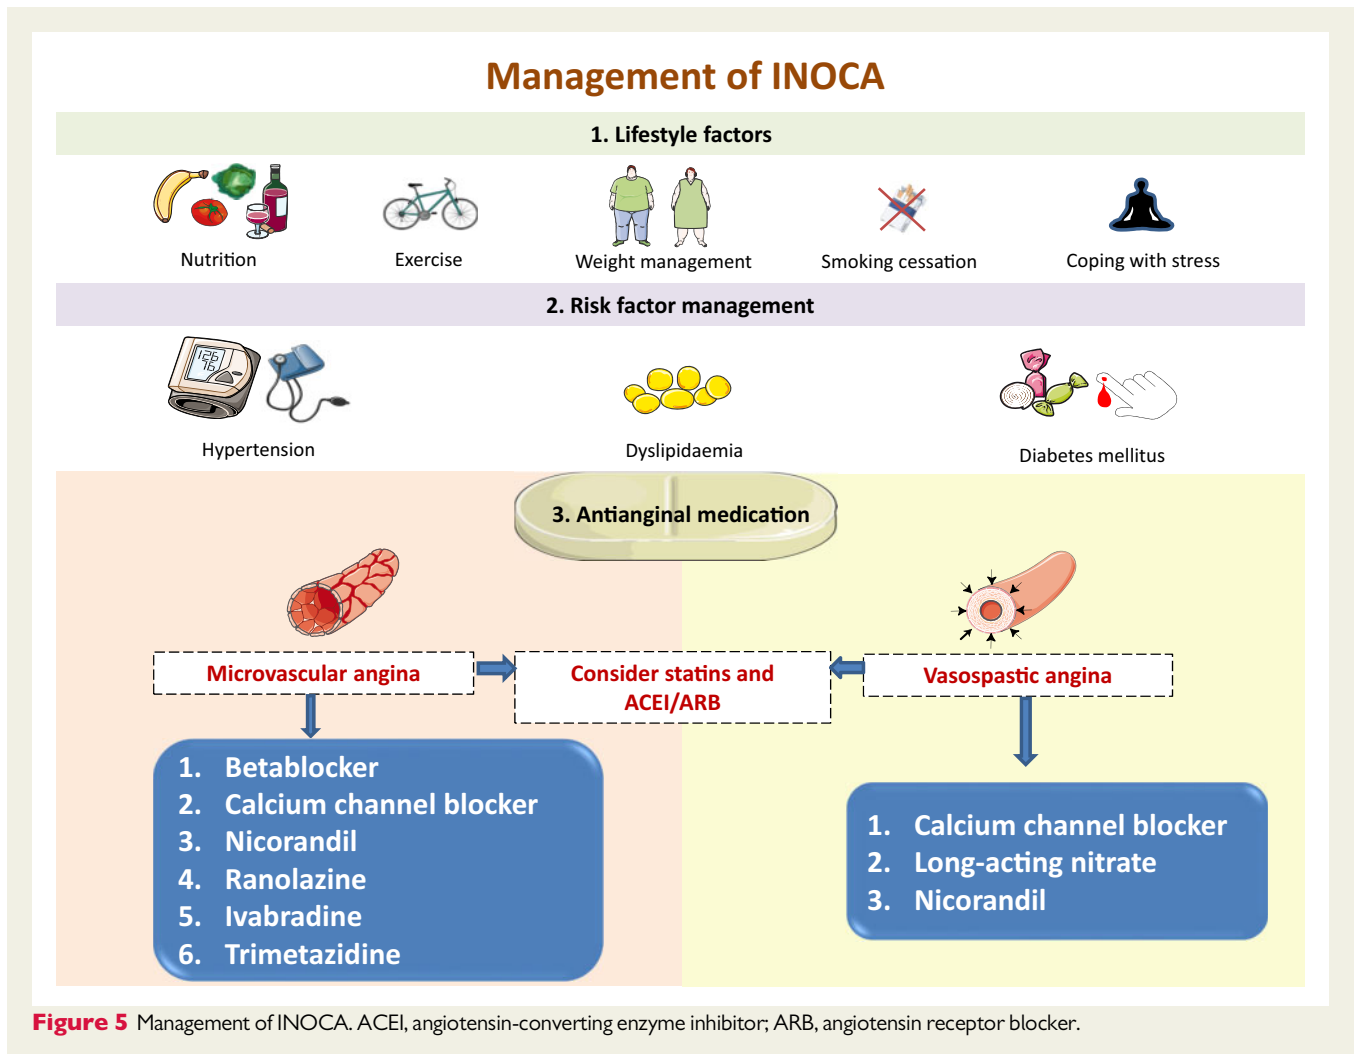 Management of INOCA
1. Lifestyle factors
Nutrition
Exercise
Weight management
Smoking cessation
Coping with stress
2. Risk factor management
126
76
Hypertension
Dyslipidaemia
Diabetes mellitus
3. Antianginal medication
Microvascular angina
Consider statins and
ACEI/ARB
Vasospastic angina
1. Betablocker
2. Calcium channel blocker
3. Nicorandil
4. Ranolazine
5. Ivabradine
6. Trimetazidine
1. Calcium channel blocker
2. Long-acting nitrate
3. Nicorandil
Figure 5 Management of INOCA. ACEI, angiotensin-converting enzyme inhibitor; ARB, angiotensin receptor blocker.